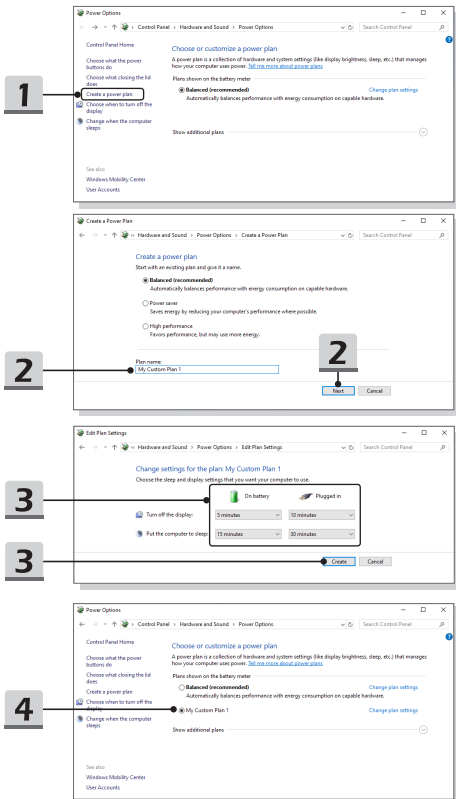 Power Options
Control Panel › Hardware and Sound › Power Options
Search Control Panel
Control Panel Home
Choose what the power
buttons do
Choose what closing the lid
does
Create a power plan
Choose when to turn off the
display
Change when the computer
sleeps
See also
Windows Mobility Center
User Accounts
Choose or customize a power plan
A power plan is a collection of hardware and system settings (like display brightness, sleep, etc.) that manages
how your computer uses power. Tell me more about power plans
Plans shown on the battery meter
Balanced (recommended)
Change plan settings
Automatically balances performance with energy consumption on capable hardware.
Show additional plans
1
Create a Power Plan
« Hardware and Sound › Power Options › Create a Power Plan
Search Control Panel
Create a power plan
Start with an existing plan and give it a name.
Balanced (recommended)
Automatically balances performance with energy consumption on capable hardware.
Power saver
Saves energy by reducing your computer's performance where possible.
High performance
Favors performance, but may use more energy.
Plan name:
My Custom Plan 1
2
2
Next
Cancel
Edit Plan Settings
« Hardware and Sound › Power Options › Edit Plan Settings
Search Control Panel
Change settings for the plan: My Custom Plan 1
Choose the sleep and display settings that you want your computer to use.
On battery
Plugged in
Turn off the display:
5 minutes
10 minutes
Put the computer to sleep:
15 minutes
30 minutes
3
3
Create
Cancel
Power Options
Control Panel › Hardware and Sound › Power Options
Search Control Panel
Control Panel Home
Choose what the power
buttons do
Choose what closing the lid
does
Create a power plan
Choose when to turn off the
display
Change when the computer
sleeps
See also
Windows Mobility Center
User Accounts
Choose or customize a power plan
A power plan is a collection of hardware and system settings (like display brightness, sleep, etc.) that manages
how your computer uses power. Tell me more about power plans
Plans shown on the battery meter
Balanced (recommended)
Change plan settings
Automatically balances performance with energy consumption on capable hardware.
My Custom Plan 1
Change plan settings
Show additional plans
4